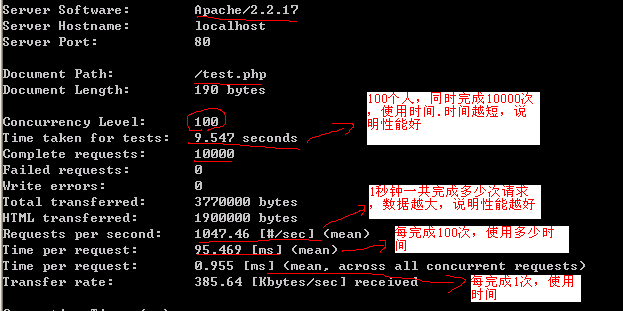 Server Software: Apache/2.2.17
Server Hostname: localhost
Server Port: 80
Document Path: /test.php
Document Length: 190 bytes
Concurrency Level: 100
Time taken for tests: 9.547 seconds
Complete requests: 10000
Failed requests: 0
Write errors: 0
Total transferred: 3770000 bytes
HTML transferred: 1900000 bytes
Requests per second: 1047.46 [#/sec] (mean)
Time per request: 95.469 [ms] (mean)
Time per request: 0.955 [ms] (mean, across all concurrent requests)
Transfer rate: 385.64 [Kbytes/sec] received
100个人，同时完成10000次
，使用时间.时间越短，说
明性能好
1秒钟一共完成多少次请求
，数据越大，说明性能越好
每完成100次，使用多少时
间
每完成1次，使用
时间